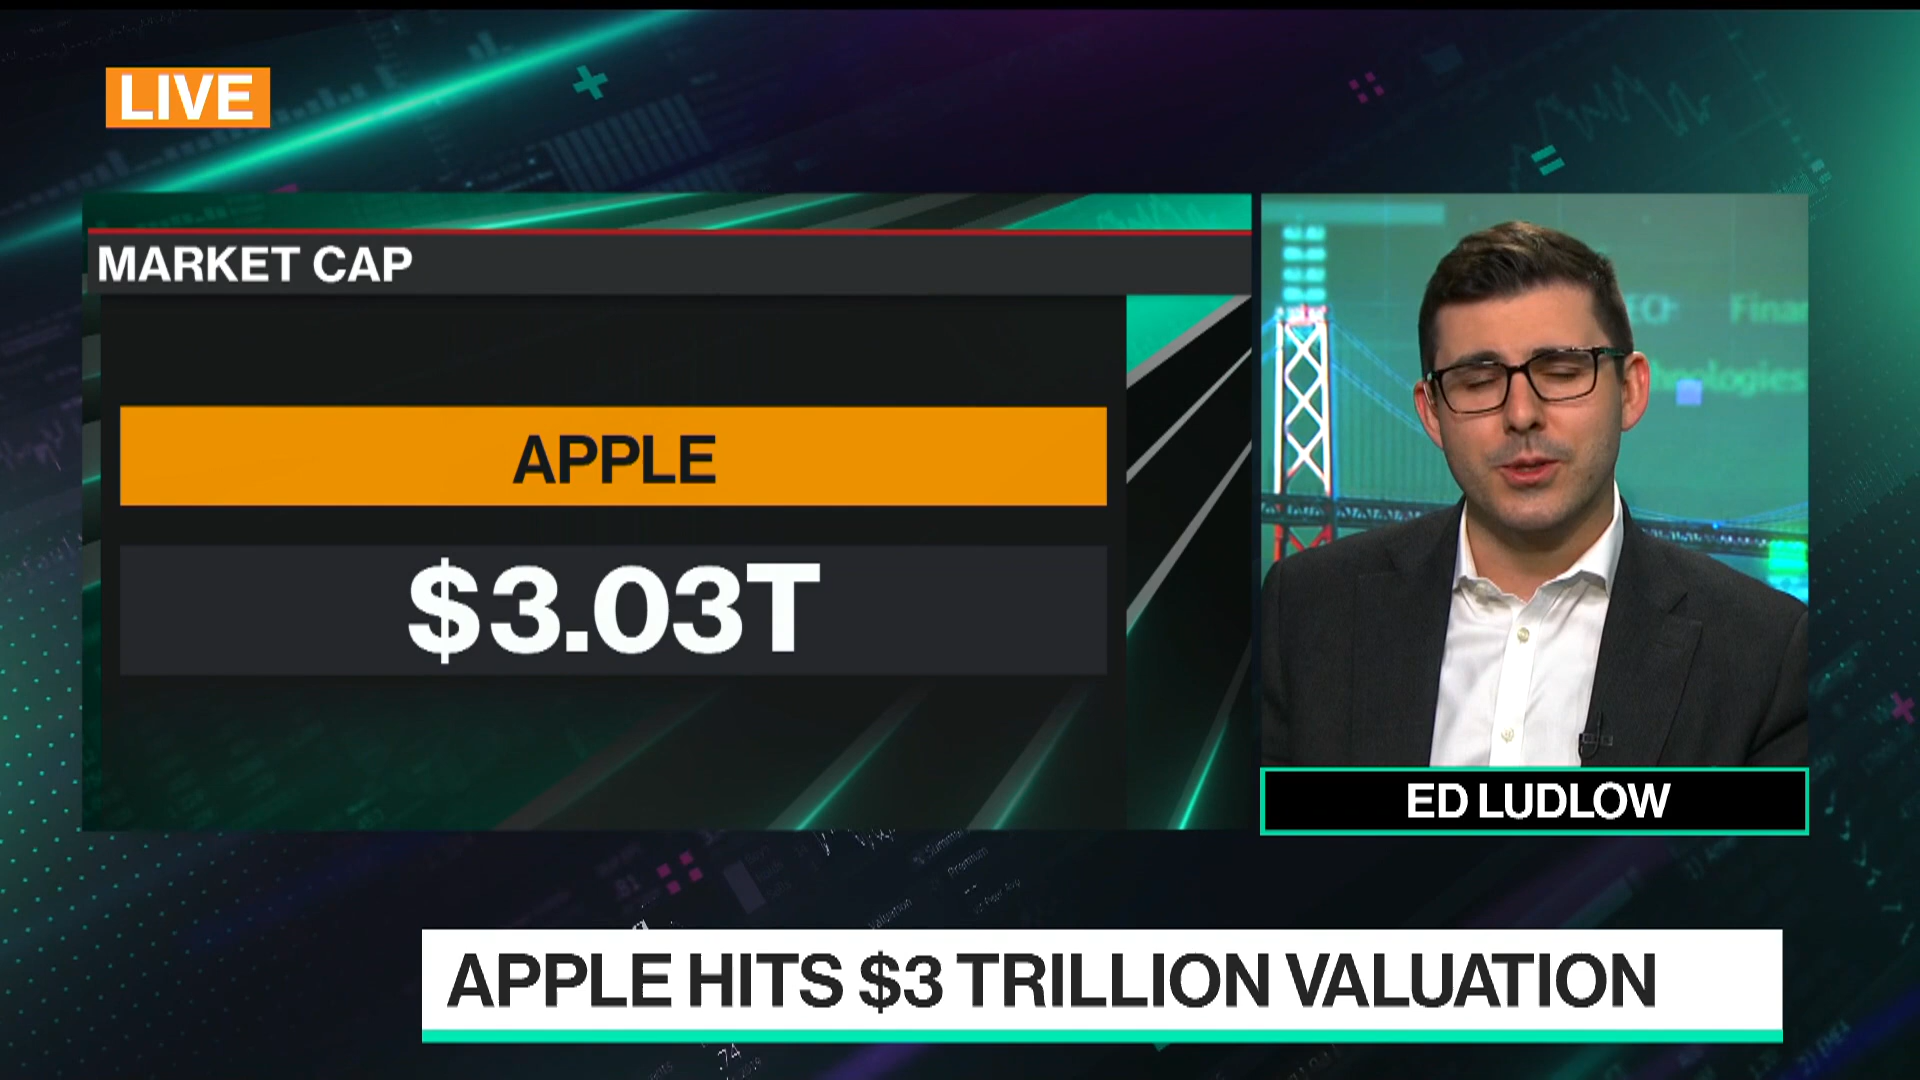 LIVE
MARKET CAP
APPLE
$3.03T
ED LUDLOW
APPLE HITS $3 TRILLION VALUATION